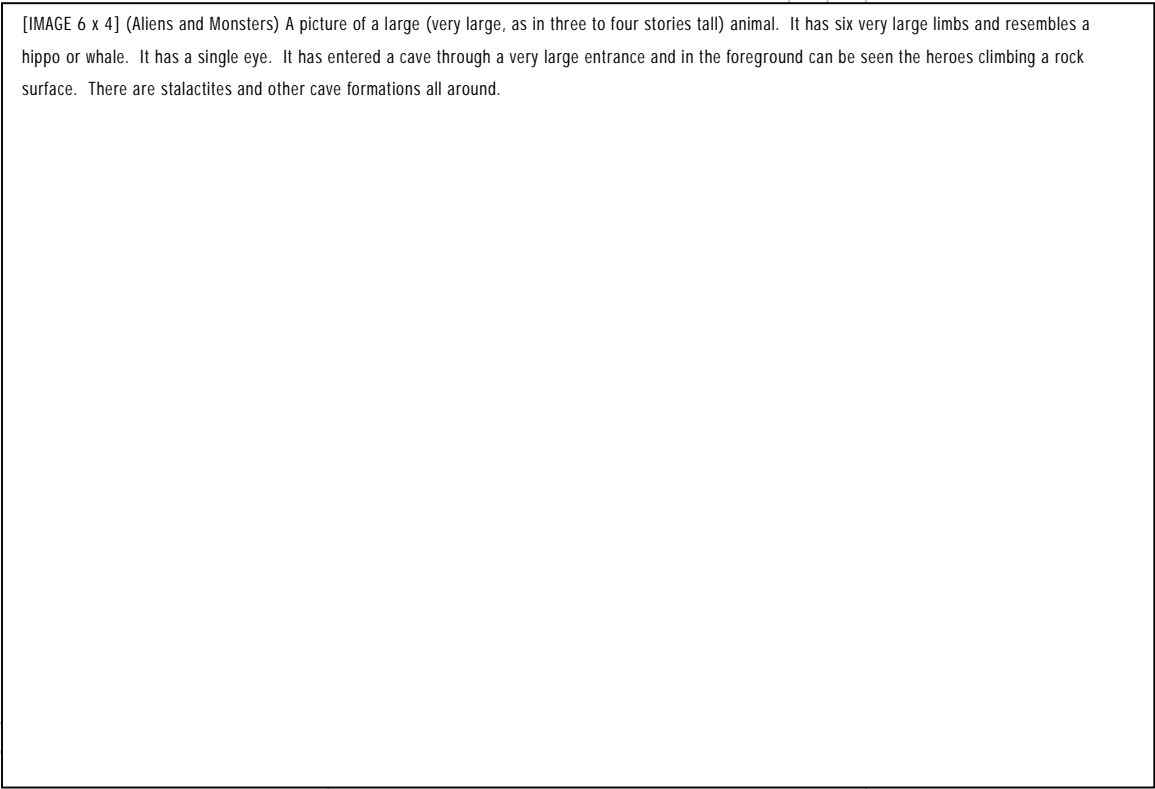 [IMAGE 6 x 4] (Aliens and Monsters) A picture of a large (very large, as in three to four stories tall) animal.  It has six very large limbs and resembles a
hippo or whale.  It has a single eye.  It has entered a cave through a very large entrance and in the foreground can be seen the heroes climbing a rock
surface.  There are stalactites and other cave formations all around.